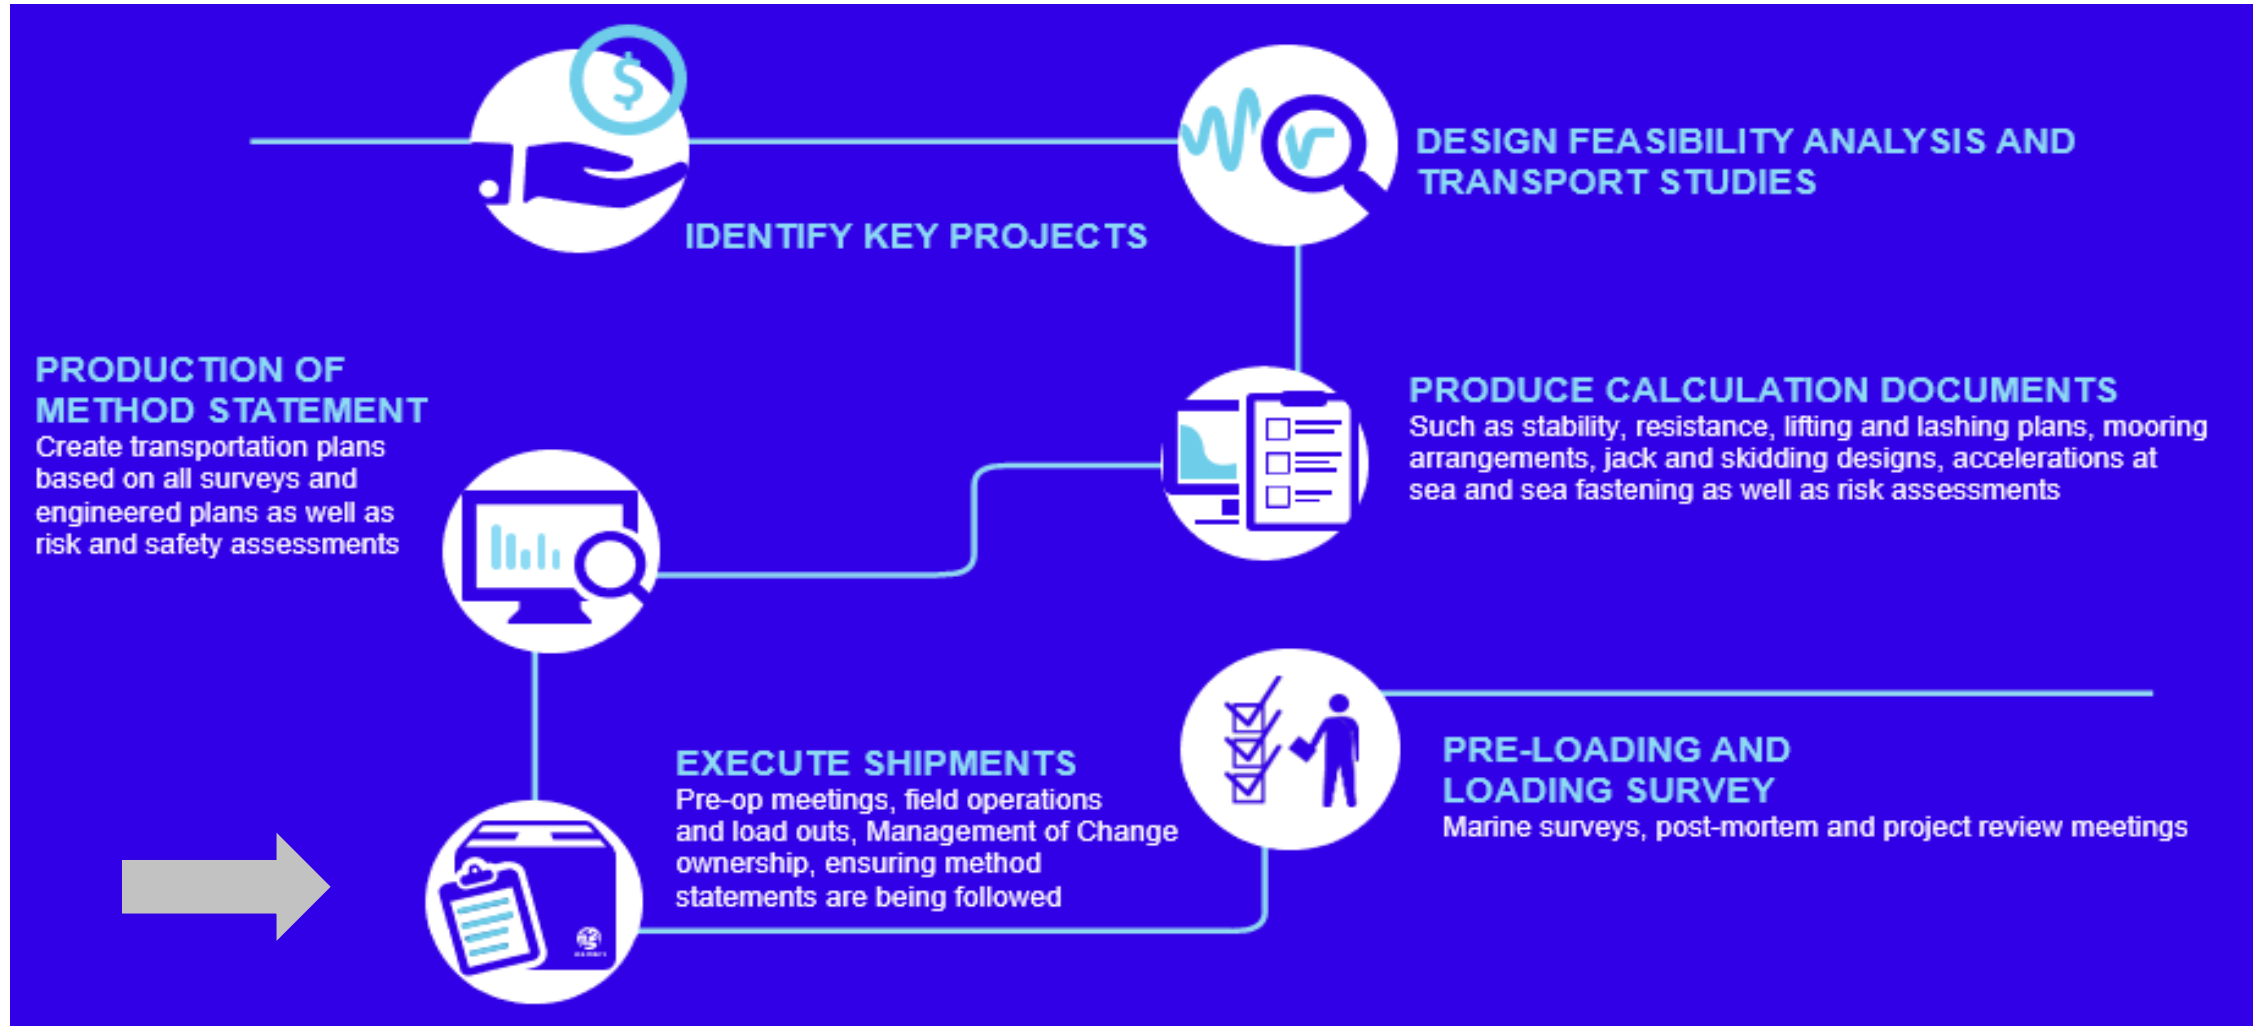 $
IDENTIFY KEY PROJECTS
DESIGN FEASIBILITY ANALYSIS AND
TRANSPORT STUDIES
PRODUCE CALCULATION DOCUMENTS
Such as stability, resistance, lifting and lashing plans, mooring
arrangements, jack and skidding designs, accelerations at
sea and sea fastening as well as risk assessments
PRODUCTION OF
METHOD STATEMENT
Create transportation plans
based on all surveys and
engineered plans as well as
risk and safety assessments
EXECUTE SHIPMENTS
Pre-op meetings, field operations
and load outs, Management of Change
ownership, ensuring method
statements are being followed
PRE-LOADING AND
LOADING SURVEY
Marine surveys, post-mortem and project review meetings